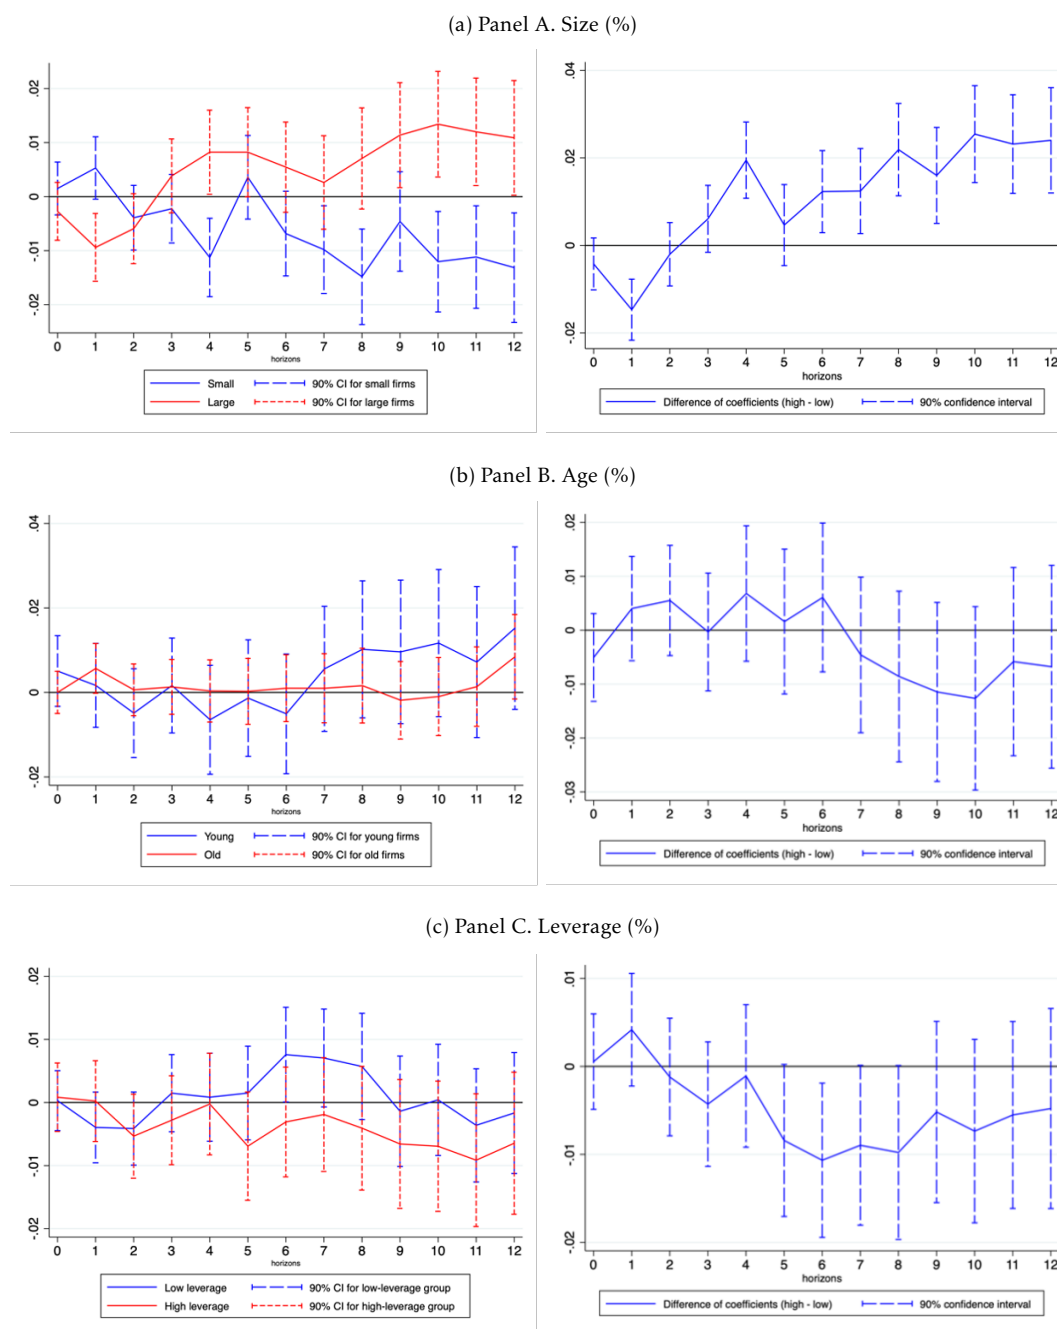 (a) Panel A. Size (%)
.02
.01
0
-.01
-.02
0 1 2 3 4 5 6 7 8 9 10 11 12
horizons
Small 90% CI for small firms
Large 90% CI for large firms
.04
.02
0
-.02
0 1 2 3 4 5 6 7 8 9 10 11 12
horizons
Difference of coefficients (high - low) 90% confidence interval
(b) Panel B. Age (%)
.04
.02
0
-.02
0 1 2 3 4 5 6 7 8 9 10 11 12
horizons
Young 90% CI for young firms
Old 90% CI for old firms
.02
.01
0
-.01
-.02
-.03
0 1 2 3 4 5 6 7 8 9 10 11 12
horizons
Difference of coefficients (high - low) 90% confidence interval
(c) Panel C. Leverage (%)
.02
.01
0
-.01
-.02
0 1 2 3 4 5 6 7 8 9 10 11 12
horizons
Low leverage 90% CI for low-leverage group
High leverage 90% CI for high-leverage group
.01
0
-.01
-.02
0 1 2 3 4 5 6 7 8 9 10 11 12
horizons
Difference of coefficients (high - low) 90% confidence interval